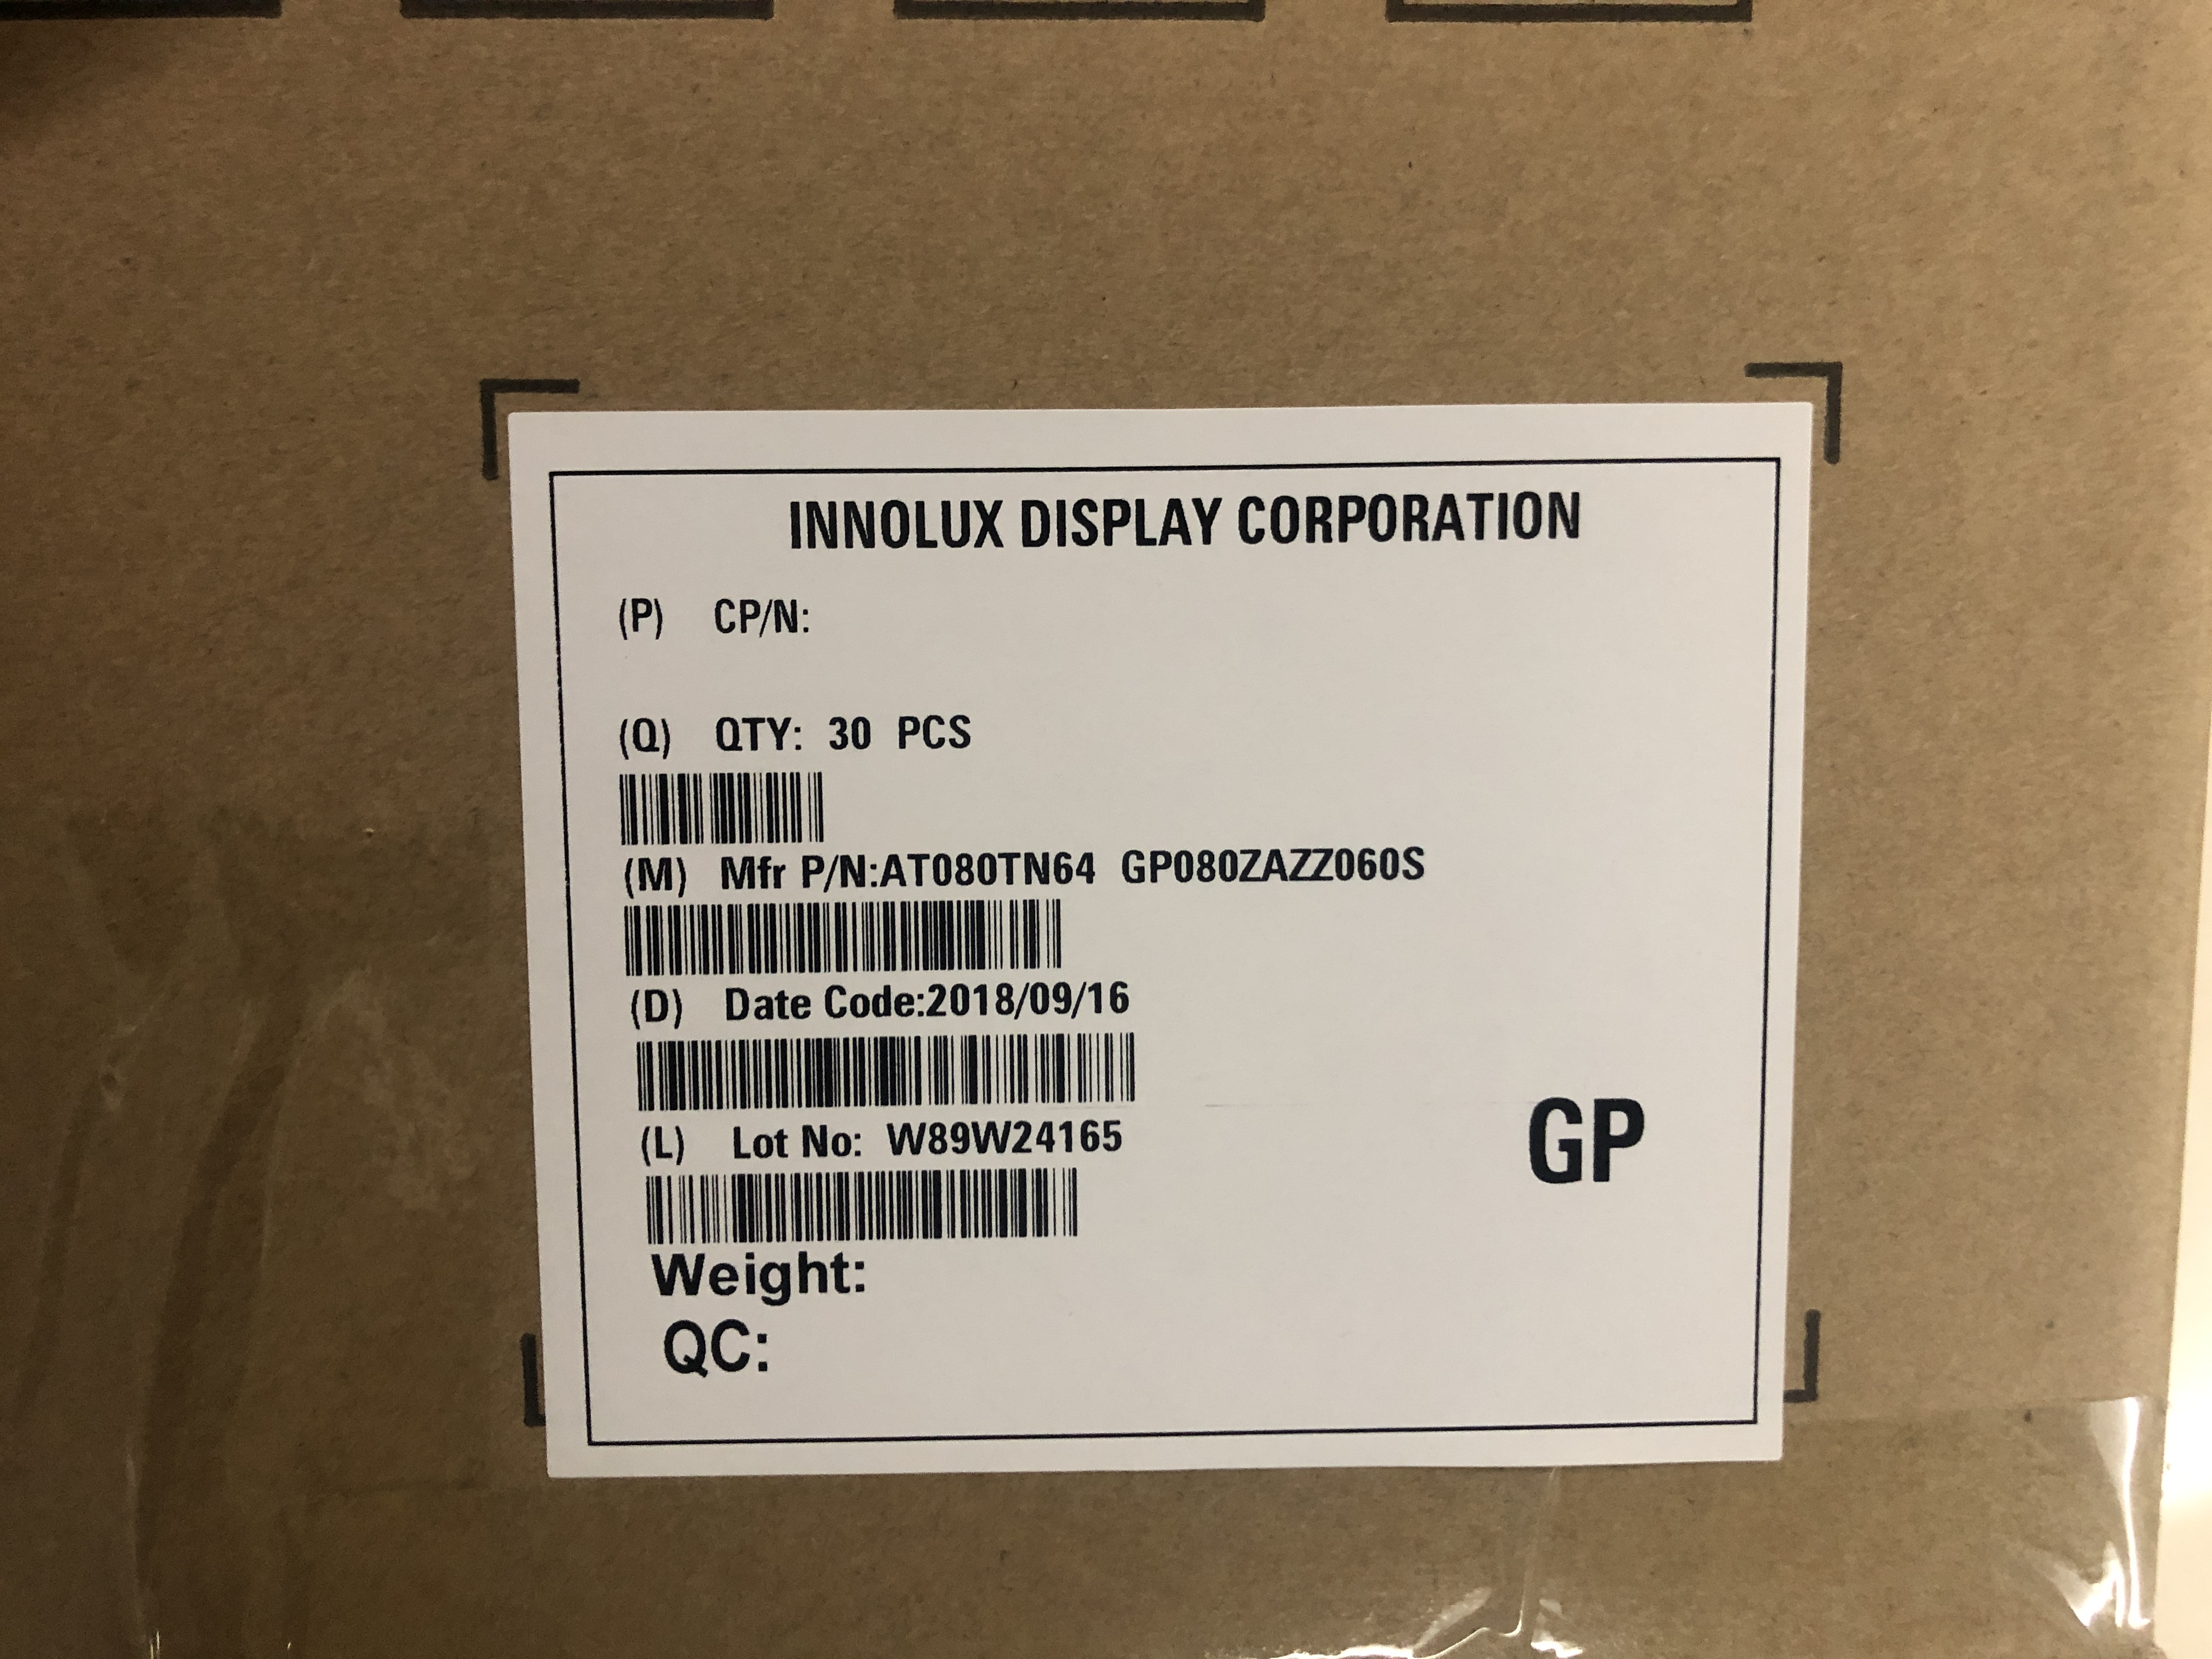 INNOLUX DISPLAY CORPORATION
(P) CP/N:
(Q) QTY: 30 PCS
(M) Mfr P/N:AT080TN64 GP080ZAZZ060S
(D) Date Code:2018/09/16
(L) Lot No: W89W24165
GP
Weight:
QC: